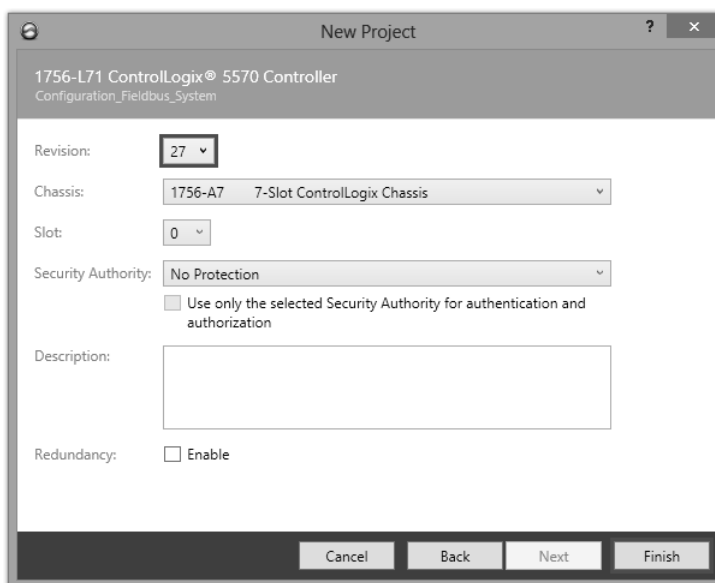 New Project
?
×
1756-L71 ControlLogix® 5570 Controller
Configuration_Fieldbus_System
Revision: 27
Chassis: 1756-A7 7-Slot ControlLogix Chassis
Slot: 0
Security Authority: No Protection
Use only the selected Security Authority for authentication and
authorization
Description:
Redundancy: Enable
Cancel Back Next Finish